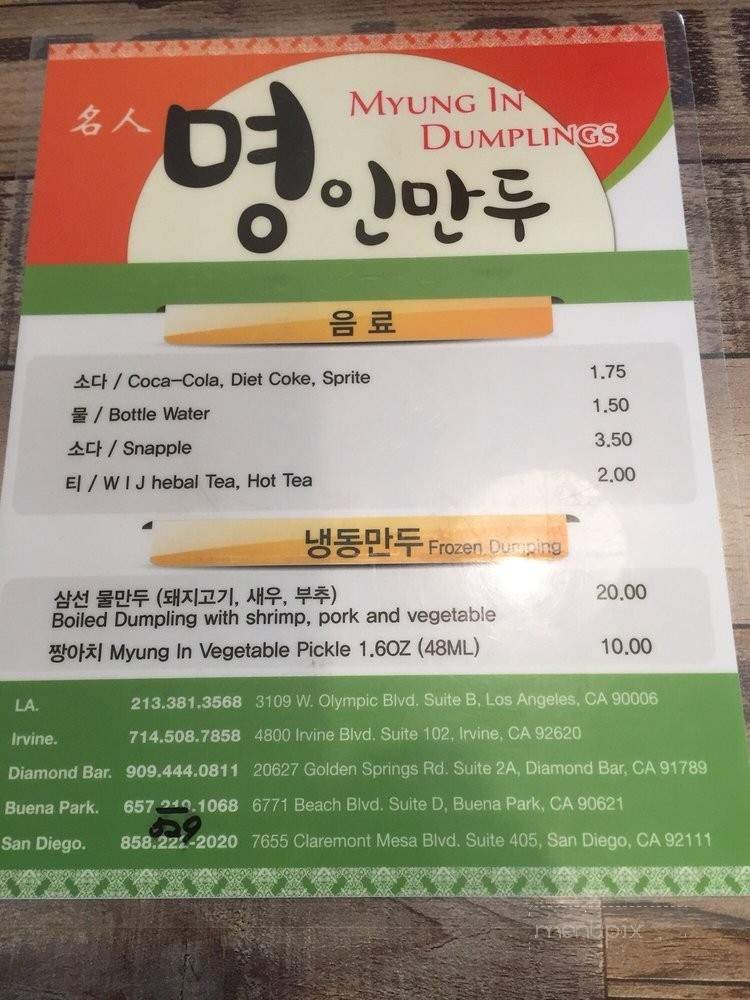 名人
MYUNG IN
DUMPLINGS
명인만두
음료
소다 / Coca-Cola, Diet Coke, Sprite 1.75
물 / Bottle Water 1.50
소다 / Snapple 3.50
티 / W I J hebal Tea, Hot Tea 2.00
냉동만두 Frozen Dumping
삼선 물만두 (돼지고기, 새우, 부추) 20.00
Boiled Dumpling with shrimp, pork and vegetable
짱아치 Myung In Vegetable Pickle 1.6OZ (48ML) 10.00
LA. 213.381.3568 3109 W. Olympic Blvd. Suite B, Los Angeles, CA 90006
Irvine. 714.508.7858 4800 Irvine Blvd. Suite 102, Irvine, CA 92620
Diamond Bar. 909.444.0811 20627 Golden Springs Rd. Suite 2A, Diamond Bar, CA 91789
Buena Park. 657. .1068 6771 Beach Blvd. Suite D, Buena Park, CA 90621
529
San Diego. 858.222-2020 7655 Claremont Mesa Blvd. Suite 405, San Diego, CA 92111
menupix